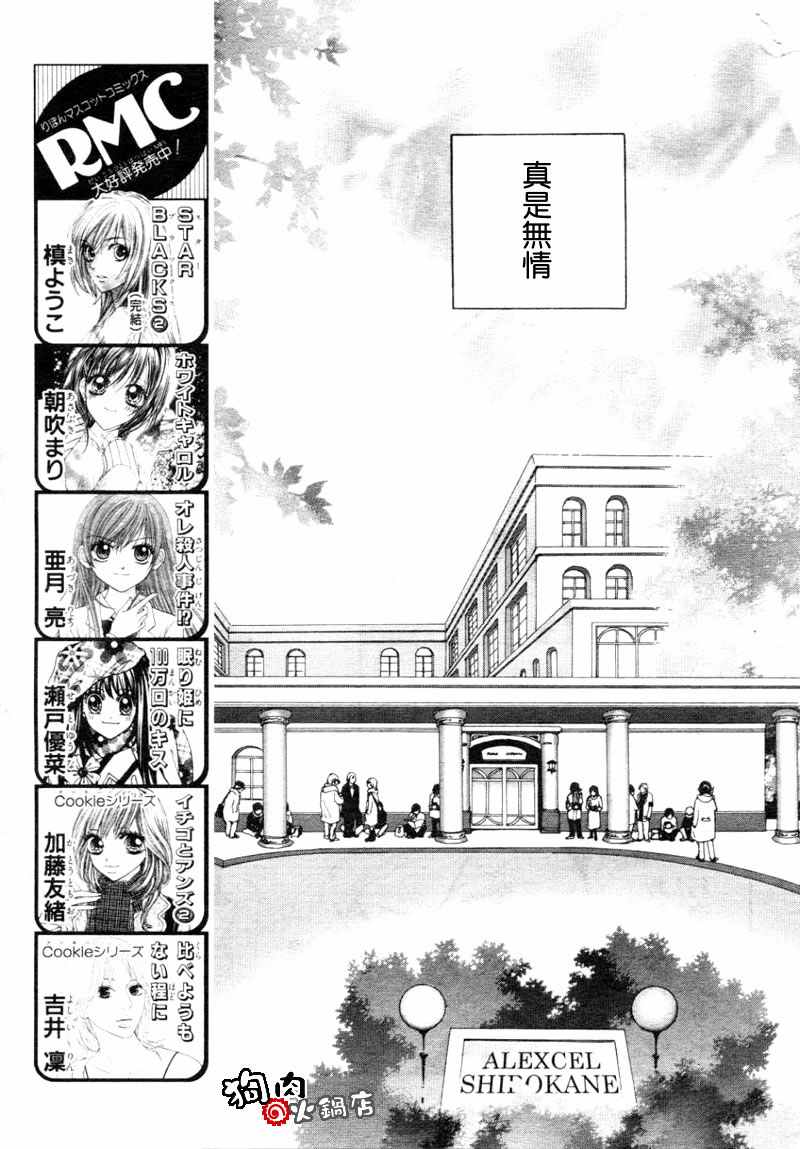 真是無情
りぼんマスコットコミックス
RMC
大好評発売中！
STAR
BLACKS②
(完結)
槙ようこ
ホワイトキャロル
朝吹まり
オレ殺人事件!?
亜月 亮
眠り姫に
100万回のキス
瀬戸優菜
Cookieシリーズ
イチゴとアンズ②
加藤友緒
Cookieシリーズ
比べようも
ない程に
吉井 凜
ALEXCEL
SHIROKANE
狗肉
火鍋店